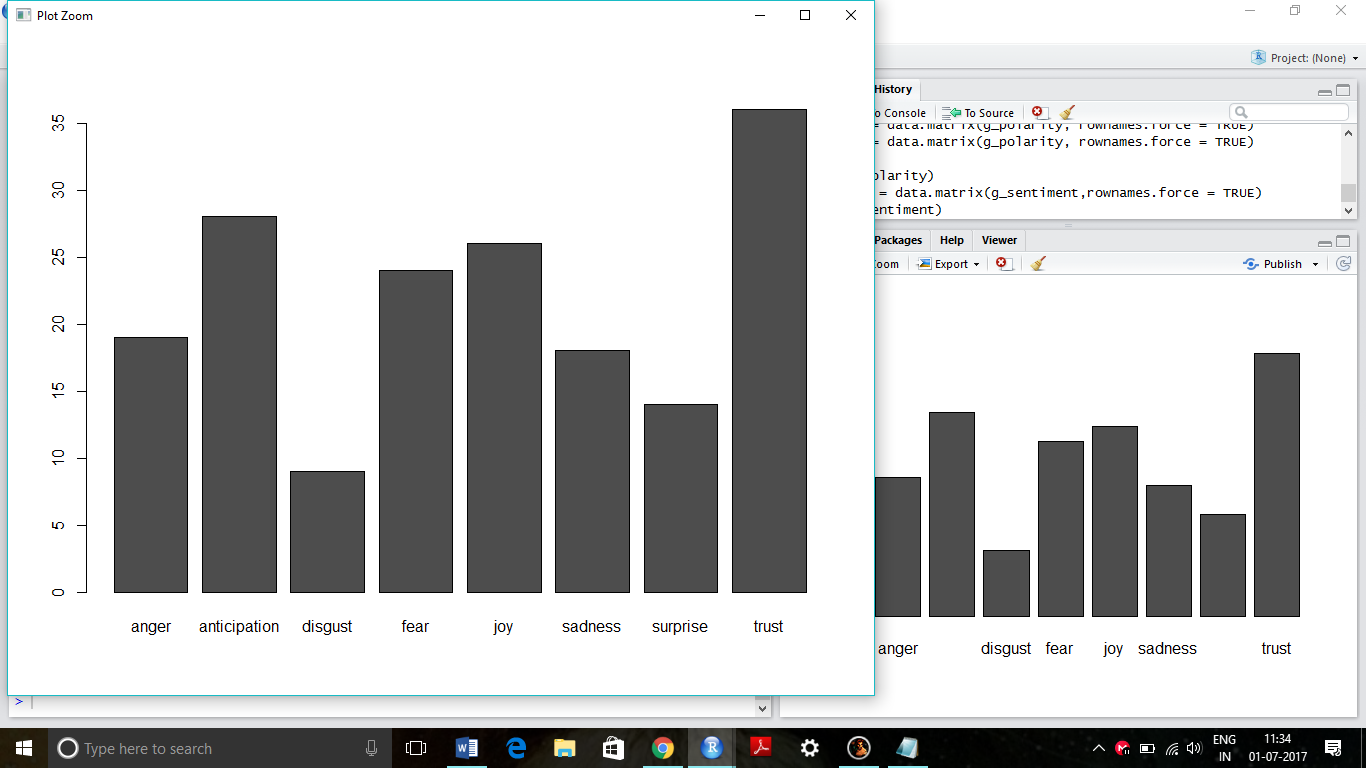 Plot Zoom
35
30
25
20
15
10
5
0
anger anticipation disgust fear joy sadness surprise trust
>
Project: (None)
History
o Console To Source
= data.matrix(g_polarity, rownames.force = TRUE)
= data.matrix(g_polarity, rownames.force = TRUE)
olarity)
= data.matrix(g_sentiment,rownames.force = TRUE)
entiment)
Packages Help Viewer
oom Export Publish
anger disgust fear joy sadness trust
Type here to search
ENG
IN
11:34
01-07-2017